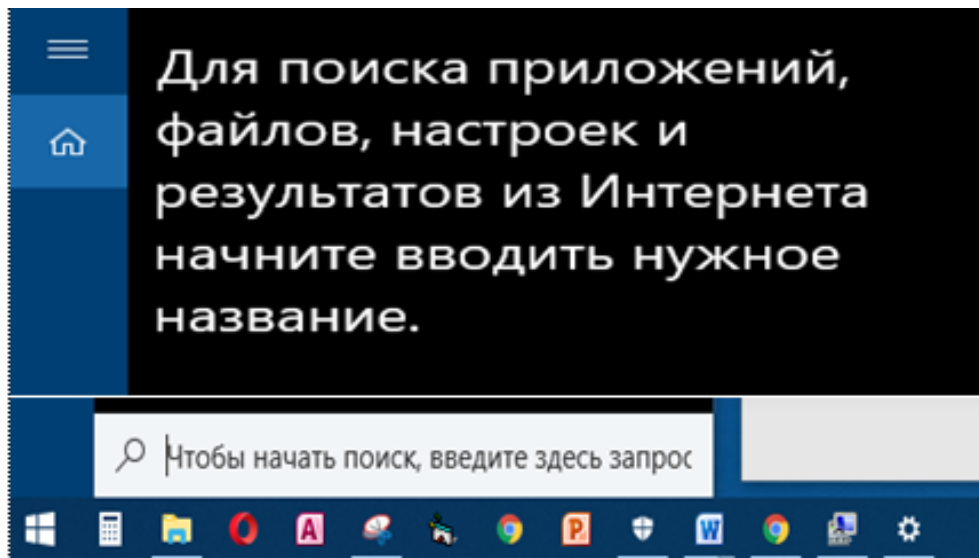 Для поиска приложений,
файлов, настроек и
результатов из Интернета
начните вводить нужное
название.
Чтобы начать поиск, введите здесь запрос